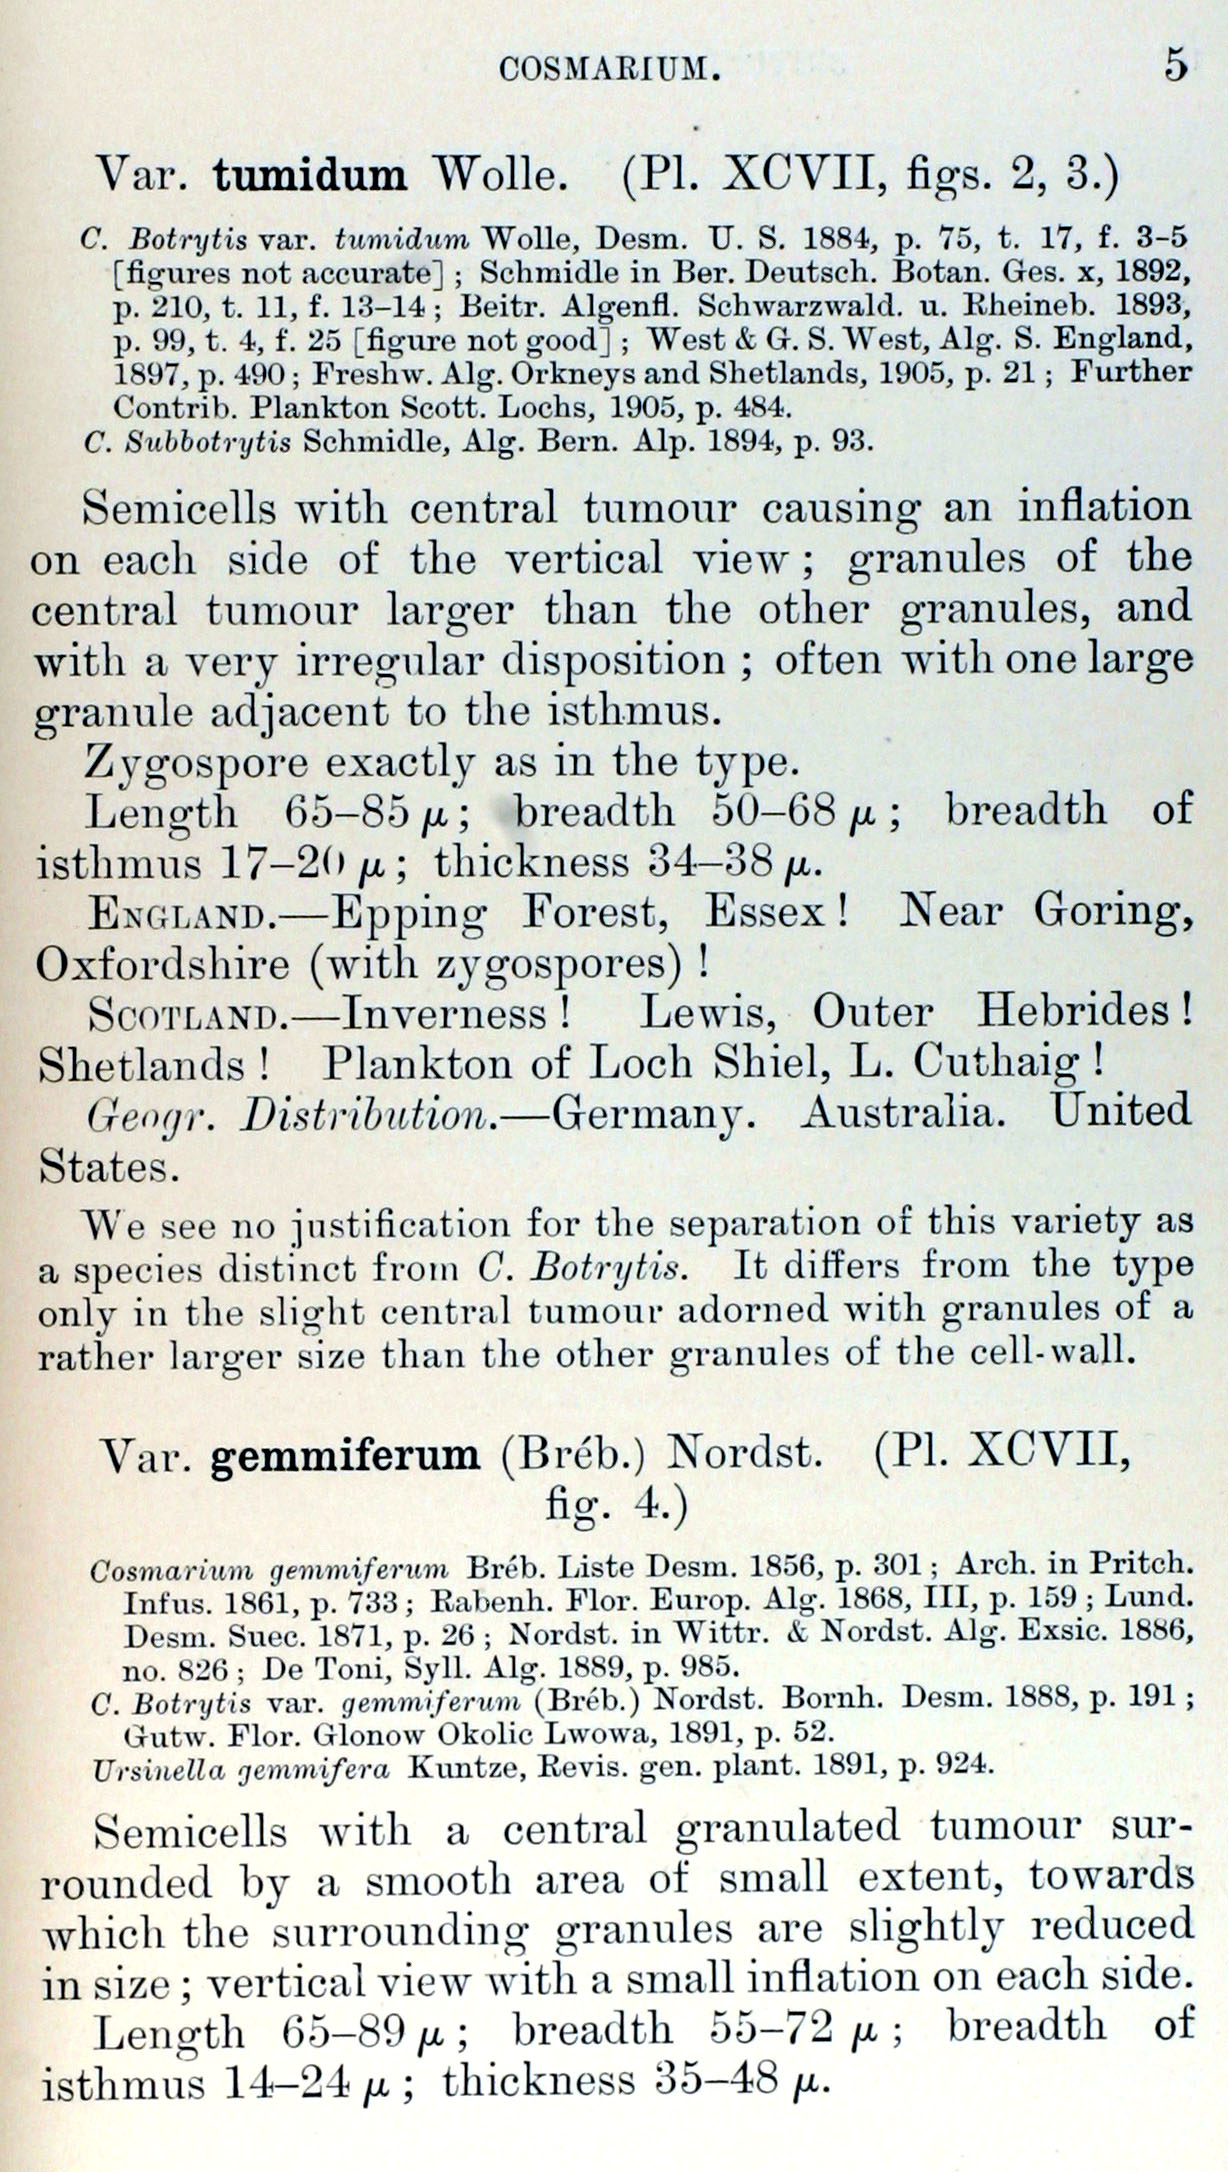 COSMARIUM. 5
Var. tumidum Wolle. (Pl. XCVII, figs. 2, 3.)
C. Botrytis var. tumidum Wolle, Desm. U. S. 1884, p. 75, t. 17, f. 3–5
[figures not accurate] ; Schmidle in Ber. Deutsch. Botan. Ges. x, 1892,
p. 210, t. 11, f. 13–14 ; Beitr. Algenfl. Schwarzwald. u. Rheineb. 1893,
p. 99, t. 4, f. 25 [figure not good] ; West & G. S. West, Alg. S. England,
1897, p. 490 ; Freshw. Alg. Orkneys and Shetlands, 1905, p. 21 ; Further
Contrib. Plankton Scott. Lochs, 1905, p. 484.
C. Subbotrytis Schmidle, Alg. Bern. Alp. 1894, p. 93.
Semicells with central tumour causing an inflation
on each side of the vertical view ; granules of the
central tumour larger than the other granules, and
with a very irregular disposition ; often with one large
granule adjacent to the isthmus.
Zygospore exactly as in the type.
Length 65–85 μ ; breadth 50–68 μ ; breadth of
isthmus 17–20 μ ; thickness 34–38 μ.
ENGLAND.—Epping Forest, Essex ! Near Goring,
Oxfordshire (with zygospores) !
SCOTLAND.—Inverness ! Lewis, Outer Hebrides !
Shetlands ! Plankton of Loch Shiel, L. Cuthaig !
Geogr. Distribution.—Germany. Australia. United
States.
We see no justification for the separation of this variety as
a species distinct from C. Botrytis. It differs from the type
only in the slight central tumour adorned with granules of a
rather larger size than the other granules of the cell-wall.
Var. gemmiferum (Bréb.) Nordst. (Pl. XCVII,
fig. 4.)
Cosmarium gemmiferum Bréb. Liste Desm. 1856, p. 301 ; Arch. in Pritch.
Infus. 1861, p. 733 ; Rabenh. Flor. Europ. Alg. 1868, III, p. 159 ; Lund.
Desm. Suec. 1871, p. 26 ; Nordst. in Wittr. & Nordst. Alg. Exsic. 1886,
no. 826 ; De Toni, Syll. Alg. 1889, p. 985.
C. Botrytis var. gemmiferum (Bréb.) Nordst. Bornh. Desm. 1888, p. 191 ;
Gutw. Flor. Glonow Okolic Lwowa, 1891, p. 52.
Ursinella gemmifera Kuntze, Revis. gen. plant. 1891, p. 924.
Semicells with a central granulated tumour sur-
rounded by a smooth area of small extent, towards
which the surrounding granules are slightly reduced
in size ; vertical view with a small inflation on each side.
Length 65–89 μ ; breadth 55–72 μ ; breadth of
isthmus 14–24 μ ; thickness 35–48 μ.